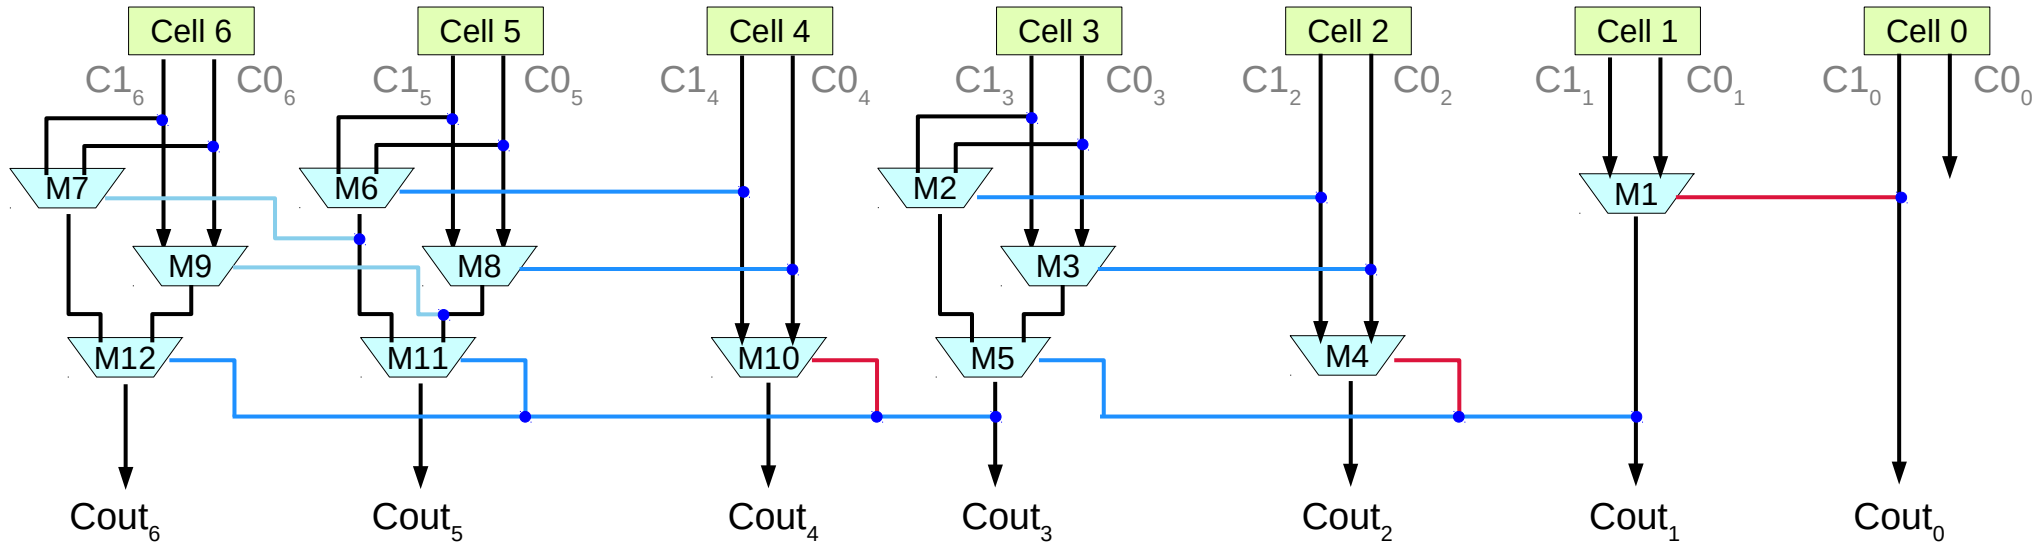 Cell 6 Cell 5 Cell 4 Cell 3 Cell 2 Cell 1 Cell 0
C1₆ C0₆ C1₅ C0₅ C1₄ C0₄ C1₃ C0₃ C1₂ C0₂ C1₁ C0₁ C1₀ C0₀
M7 M6 M2 M1
M9 M8 M3
M12 M11 M10 M5 M4
Cout₆ Cout₅ Cout₄ Cout₃ Cout₂ Cout₁ Cout₀